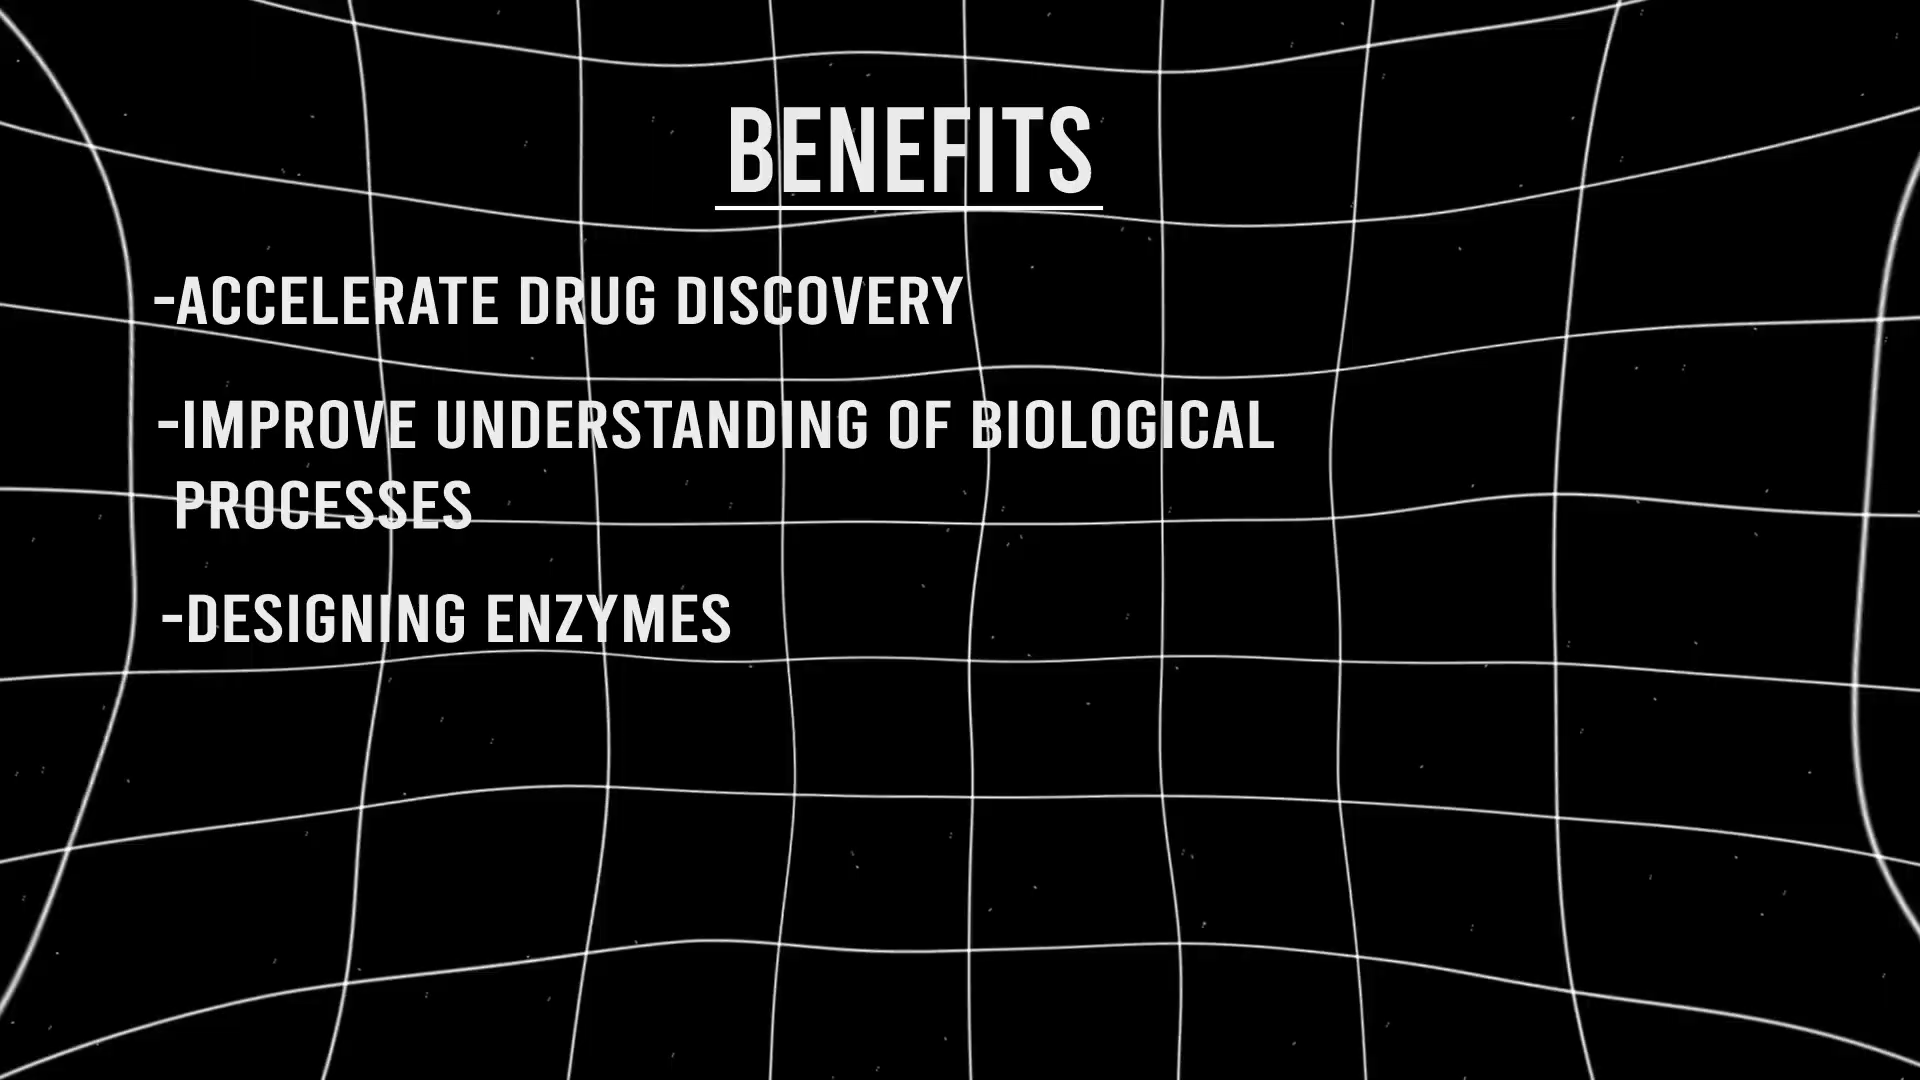 BENEFITS
-ACCELERATE DRUG DISCOVERY
-IMPROVE UNDERSTANDING OF BIOLOGICAL
PROCESSES
-DESIGNING ENZYMES